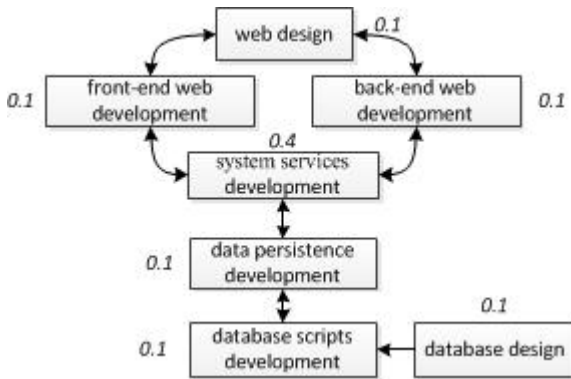 web design
0.1
0.1
front-end web
development
back-end web
development
0.1
0.4
system services
development
0.1
data persistence
development
0.1
database scripts
development
0.1
database design